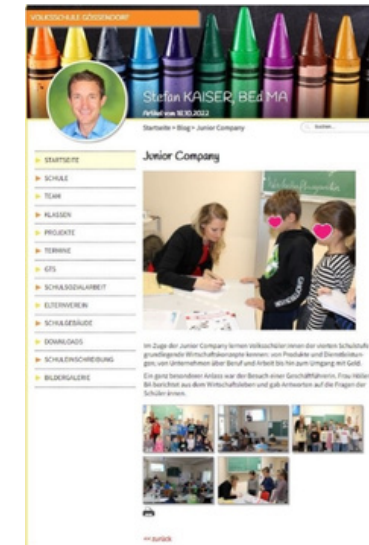 VOLKSSCHULE GÖSSENDORF
Stefan KAISER, BEd MA
Artikel vom 18.10.2022
Startseite » Blog » Junior Company
Suchen...
STARTSEITE
SCHULE
TEAM
KLASSEN
PROJEKTE
TERMINE
GTS
SCHULSOZIALARBEIT
ELTERNVEREIN
SCHULGEBÄUDE
DOWNLOADS
SCHULEINSCHREIBUNG
BILDERGALERIE
Junior Company
Im Zuge der Junior Company lernen Volksschüler:innen der vierten Schulstufe
grundlegende Wirtschaftskonzepte kennen, von Produkte und Dienstleistun-
gen, von Unternehmen über Beruf und Arbeit bis hin zum Umgang mit Geld.
Ein ganz besonderer Anlass war der Besuch einer Geschäftsführerin. Frau
BA berichtet aus dem Wirtschaftsleben und gab Antworten auf die Fragen der
Schüler:innen.
<< zurück